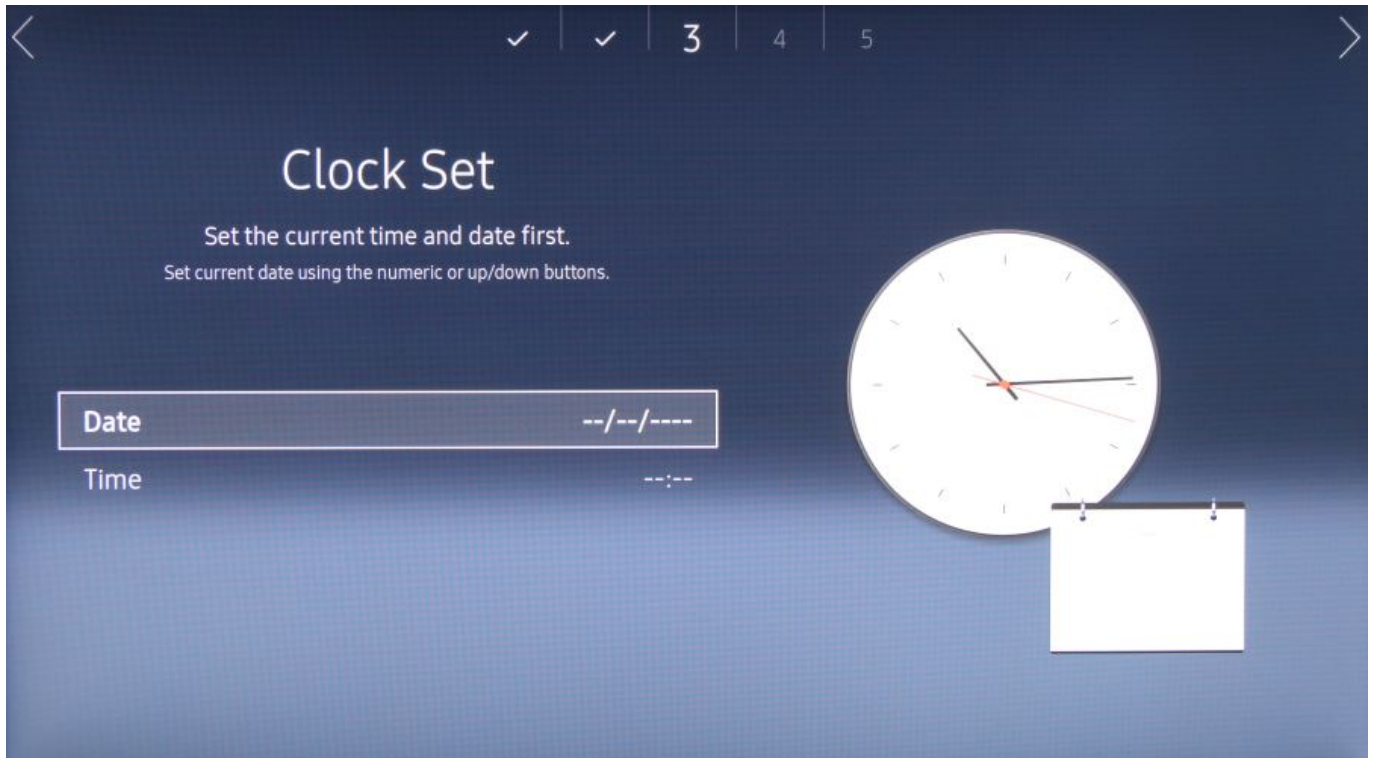 3 4 5
Clock Set
Set the current time and date first.
Set current date using the numeric or up/down buttons.
Date --/--/----
Time --:--